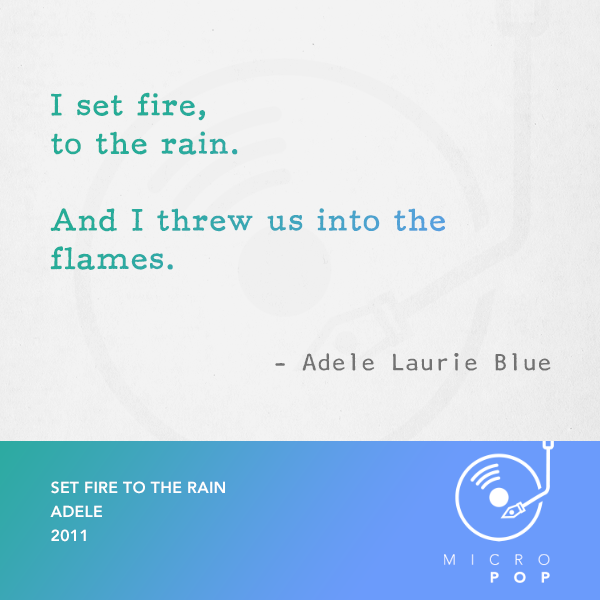 I set fire,
to the rain.
And I threw us into the
flames.
- Adele Laurie Blue
SET FIRE TO THE RAIN
ADELE
2011
MICRO
POP